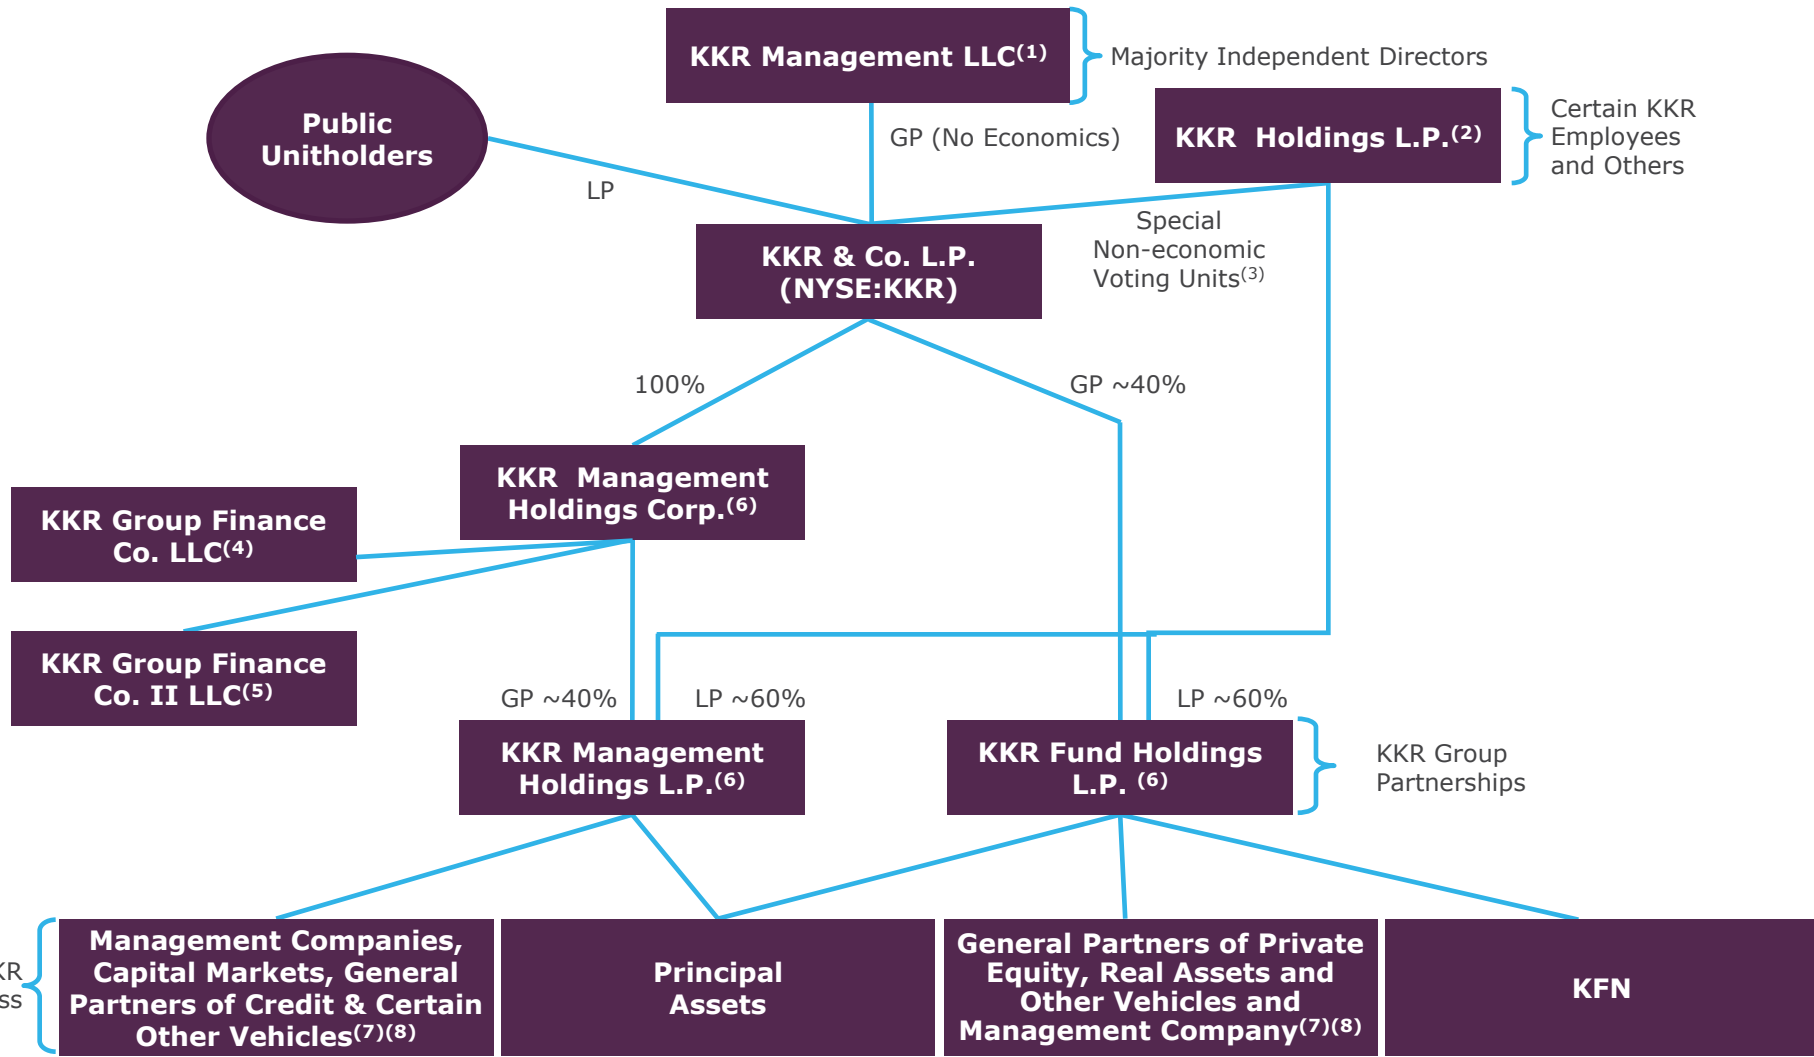 KKR Management LLC(1)
Majority Independent Directors
Public
Unitholders
GP (No Economics)
KKR Holdings L.P.(2)
Certain KKR
Employees
and Others
LP
Special
Non-economic
Voting Units(3)
KKR & Co. L.P.
(NYSE:KKR)
100%
GP ~40%
KKR Management
Holdings Corp.(6)
KKR Group Finance
Co. LLC(4)
KKR Group Finance
Co. II LLC(5)
GP ~40%
LP ~60%
LP ~60%
KKR Management
Holdings L.P.(6)
KKR Fund Holdings
L.P. (6)
KKR Group
Partnerships
Management Companies,
Capital Markets, General
Partners of Credit & Certain
Other Vehicles(7)(8)
Principal
Assets
General Partners of Private
Equity, Real Assets and
Other Vehicles and
Management Company(7)(8)
KFN